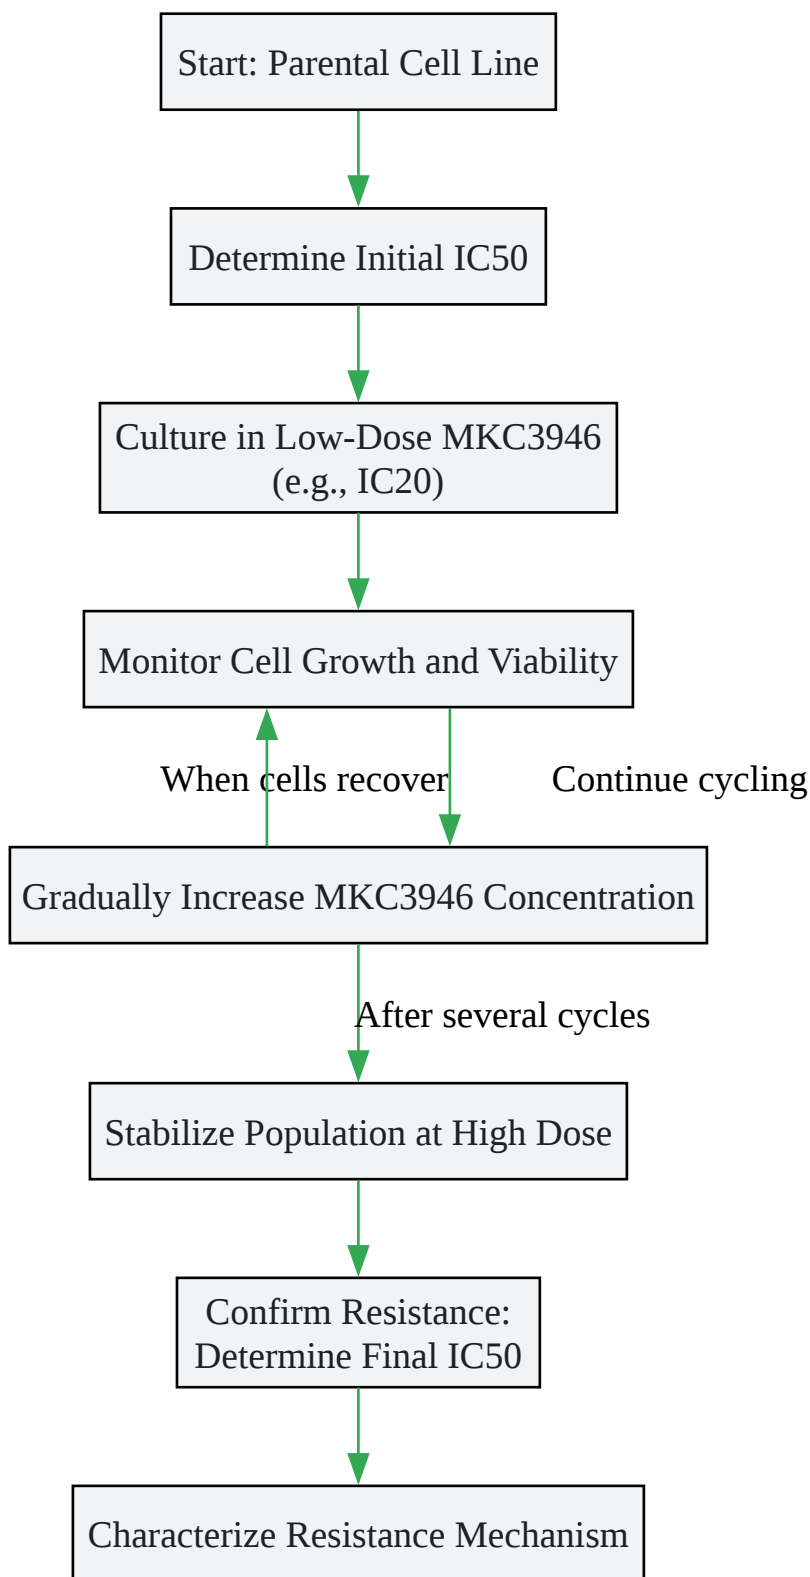 Start: Parental Cell Line
Determine Initial IC50
Culture in Low-Dose MKC3946
(e.g., IC20)
Monitor Cell Growth and Viability
When cells recover
Continue cycling
Gradually Increase MKC3946 Concentration
After several cycles
Stabilize Population at High Dose
Confirm Resistance:
Determine Final IC50
Characterize Resistance Mechanism